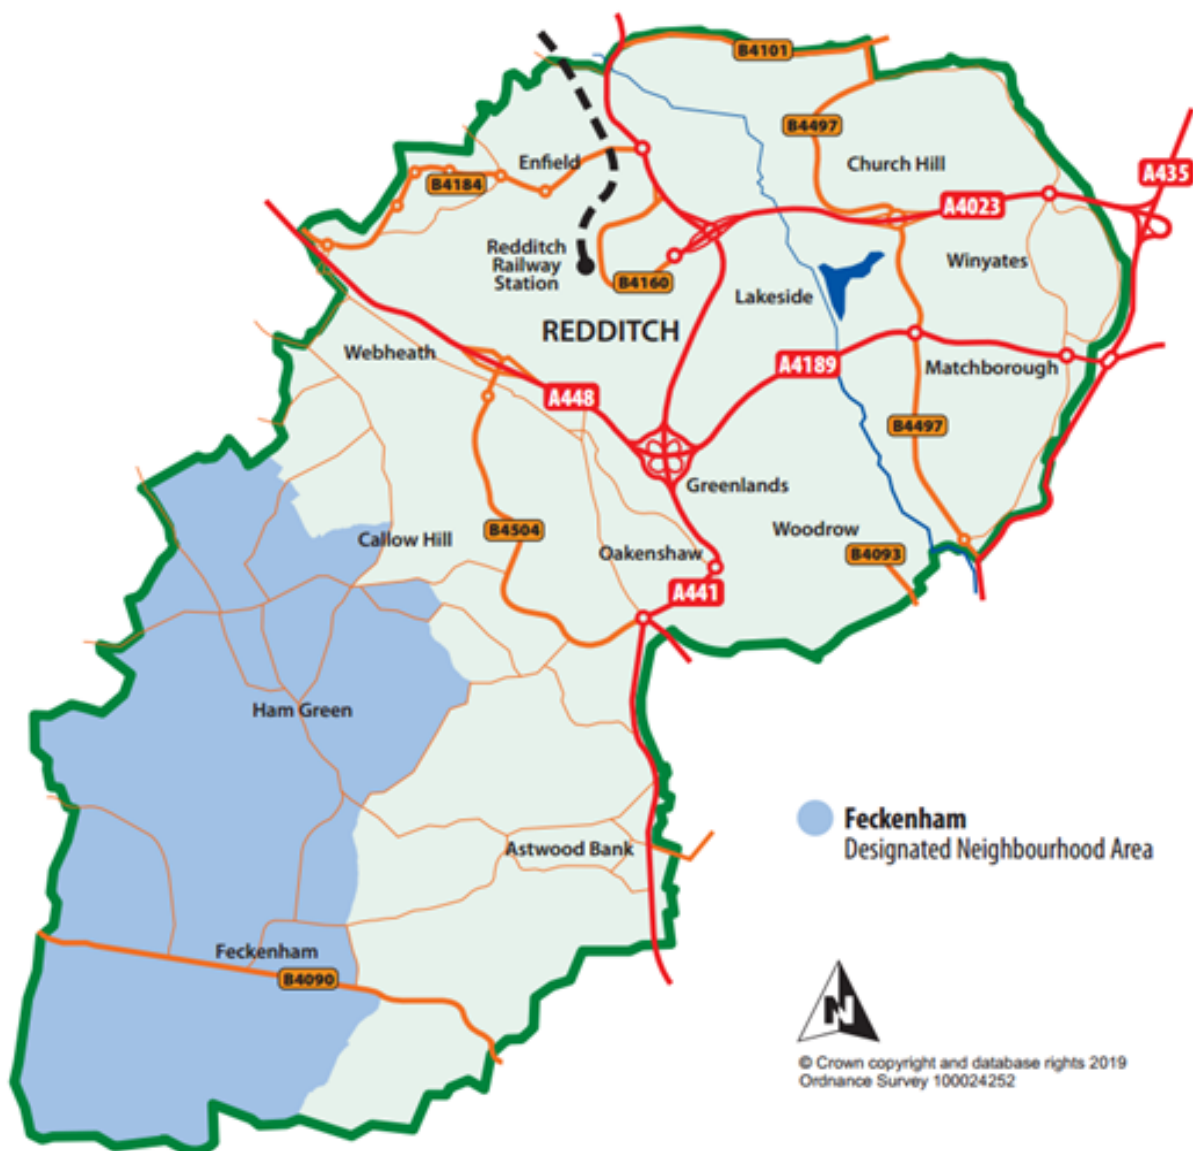 B4101
B4497
Church Hill
A435
Enfield
B4184
A4023
Redditch
Railway
Station
Winyates
B4160
Lakeside
REDDITCH
Webheath
A4189
Matchborough
A448
B4497
Greenlands
Callow Hill
B4504
Oakenshaw
Woodrow
B4093
A441
Ham Green
Feckenham
Designated Neighbourhood Area
Astwood Bank
Feckenham
B4090
N
© Crown copyright and database rights 2019
Ordnance Survey 100024252